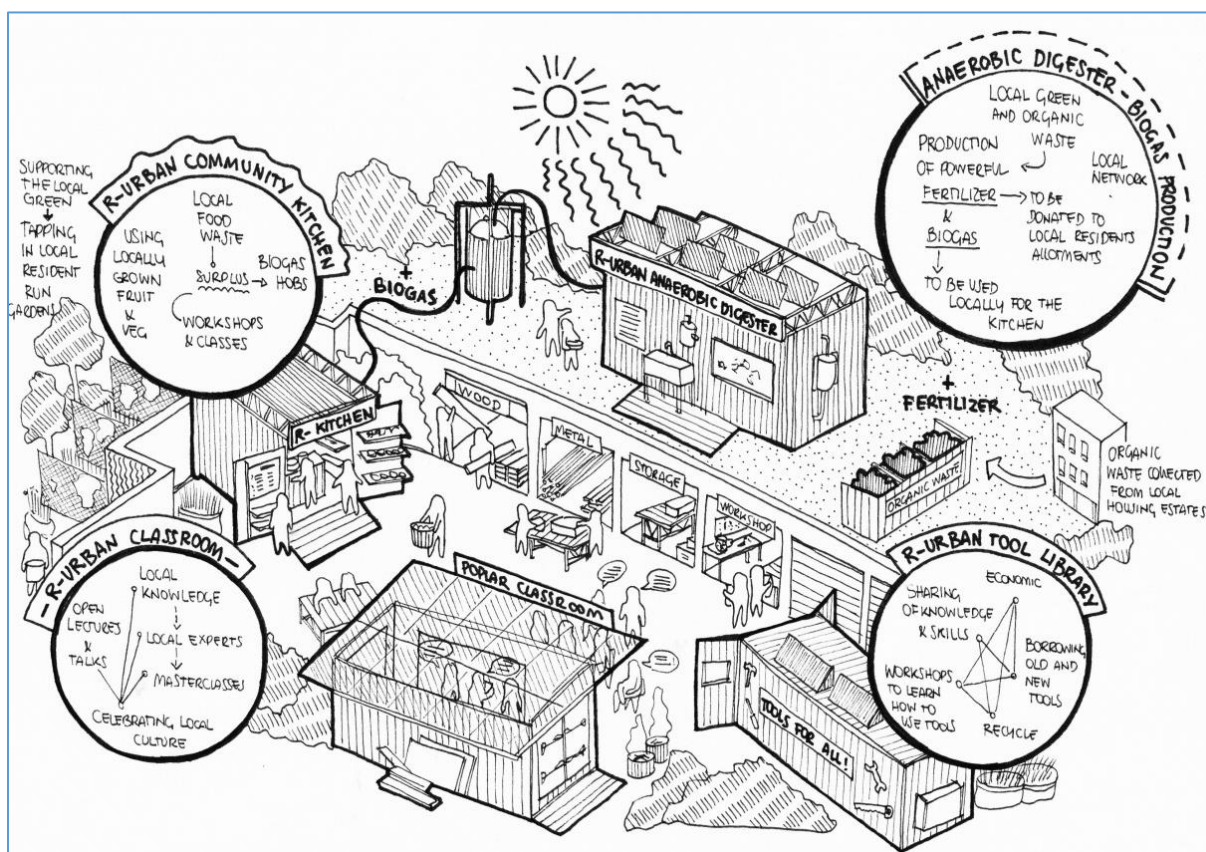 SUPPORTING
THE LOCAL
GREEN
TAPPING
IN LOCAL
RESIDENT
RUN
GARDENS
R-URBAN COMMUNITY KITCHEN
LOCAL
FOOD
WASTE
SURPLUS
BIOGAS
HOBS
USING
LOCALLY
GROWN
FRUIT
&
VEG
WORKSHOPS
& CLASSES
+
BIOGAS
R-URBAN ANAEROBIC DIGESTER
ANAEROBIC DIGESTER - BIOGAS PRODUCTION
LOCAL GREEN
AND ORGANIC
WASTE
LOCAL
NETWORK
PRODUCTION
OF POWERFUL
FERTILIZER
&
BIOGAS
TO BE
DONATED TO
LOCAL RESIDENTS
ALLOTMENTS
TO BE USED
LOCALLY FOR THE
KITCHEN
+
FERTILIZER
ORGANIC WASTE
ORGANIC
WASTE COLLECTED
FROM LOCAL
HOUSING ESTATES
R-KITCHEN
WOOD
METAL
STORAGE
WORKSHOP
- R-URBAN CLASSROOM -
LOCAL
KNOWLEDGE
OPEN
LECTURES
&
TALKS
LOCAL EXPERTS
MASTERCLASSES
CELEBRATING LOCAL
CULTURE
POPLAR CLASSROOM
TOOLS FOR ALL!
R-URBAN TOOL LIBRARY
ECONOMIC
SHARING
OF KNOWLEDGE
& SKILLS
BORROWING
OLD AND
NEW
TOOLS
WORKSHOPS
TO LEARN
HOW TO
USE TOOLS
RECYCLE